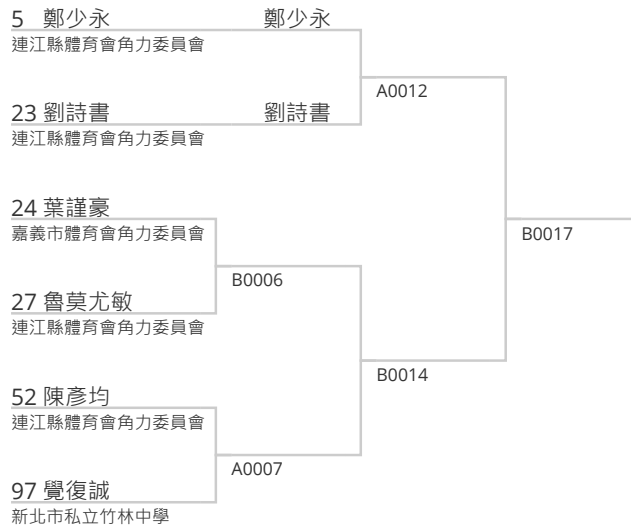 5 鄭少永 鄭少永
連江縣體育會角力委員會
A0012
23 劉詩書 劉詩書
連江縣體育會角力委員會
24 葉謹豪
嘉義市體育會角力委員會
B0017
B0006
27 魯莫尤敏
連江縣體育會角力委員會
B0014
52 陳彥均
連江縣體育會角力委員會
A0007
97 覺復誠
新北市私立竹林中學